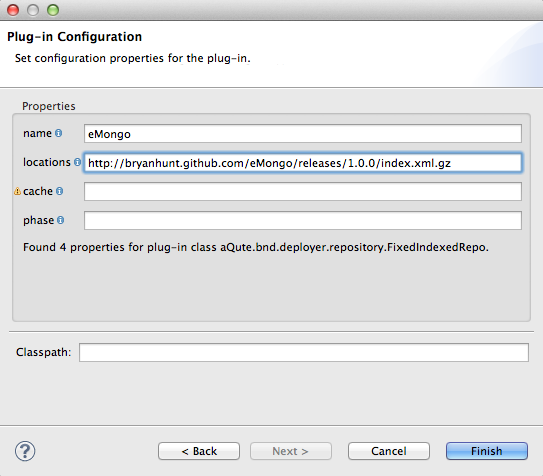 Plug-in Configuration
Set configuration properties for the plug-in.
Properties
name eMongo
locations http://bryanhunt.github.com/eMongo/releases/1.0.0/index.xml.gz
cache
phase
Found 4 properties for plug-in class aQute.bnd.deployer.repository.FixedIndexedRepo.
Classpath:
? < Back Next > Cancel Finish